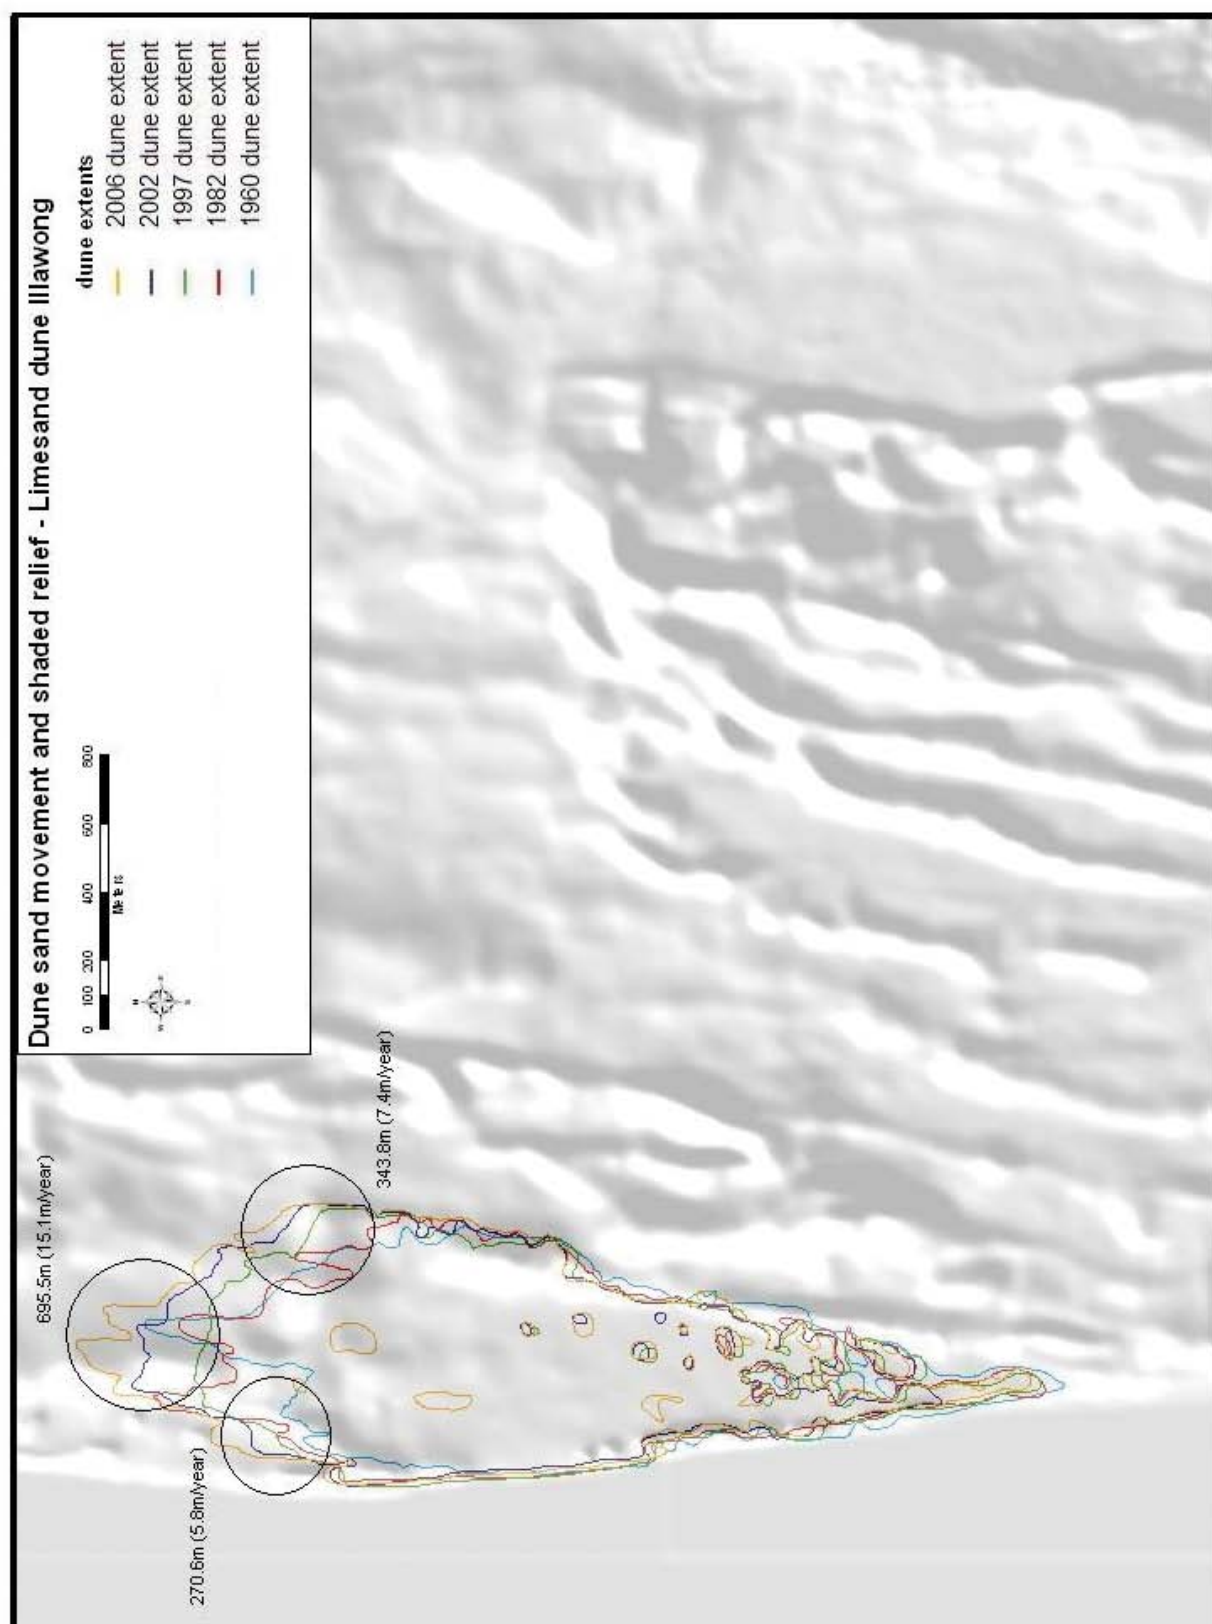 Dune sand movement and shaded relief - Limesand dune Illawong
0 100 200 400 600 800
Meters
dune extents
2006 dune extent
2002 dune extent
1997 dune extent
1982 dune extent
1960 dune extent
695.5m (15.1m/year)
343.8m (7.4m/year)
270.6m (5.8m/year)